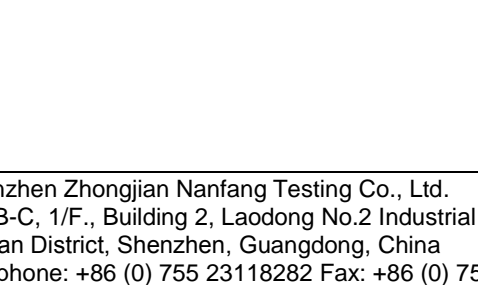 nzhen Zhongjian Nanfang Testing Co., Ltd.
B-C, 1/F., Building 2, Laodong No.2 Industrial
an District, Shenzhen, Guangdong, China
phone: +86 (0) 755 23118282 Fax: +86 (0) 75